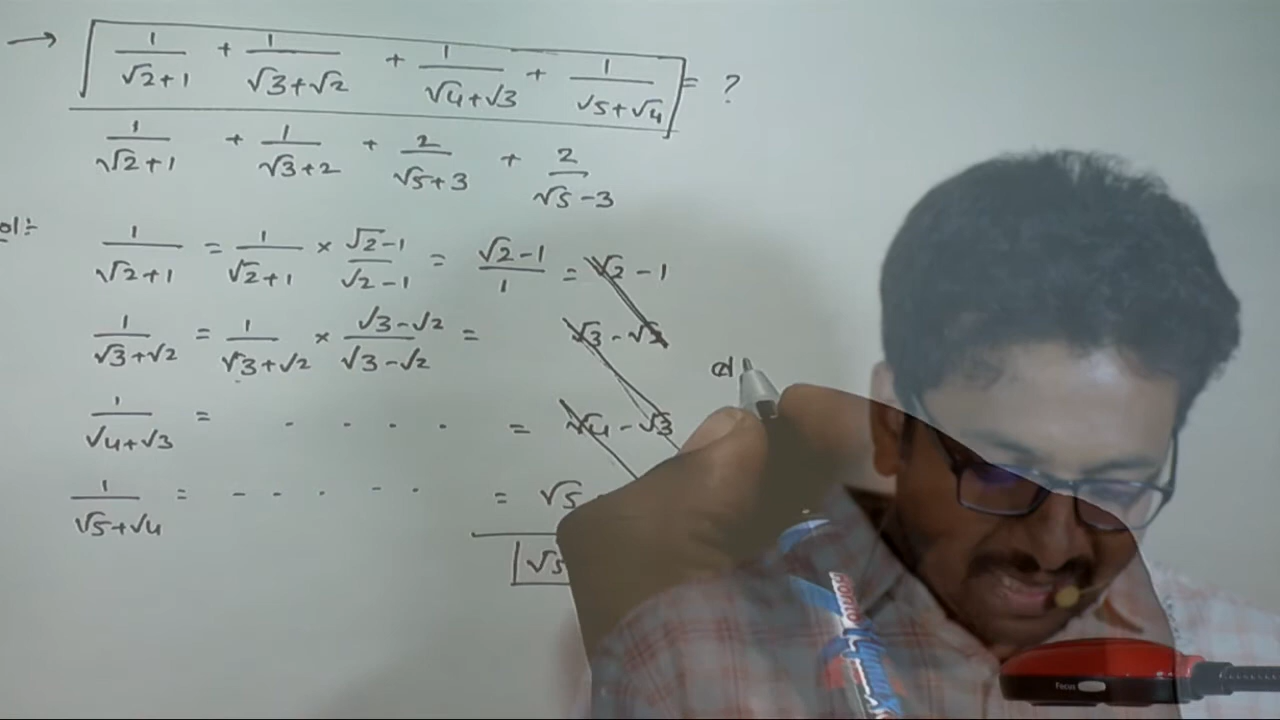 → [ 1/(√2+1) + 1/(√3+√2) + 1/(√4+√3) + 1/(√5+√4) ] = ?
1/(√2+1) + 1/(√3+2) + 2/(√5+3) + 2/(√5-3)
ol:-
1/(√2+1) = 1/(√2+1) × (√2-1)/(√2-1) = (√2-1)/1 = √2 - 1
1/(√3+√2) = 1/(√3+√2) × (√3-√2)/(√3-√2) = √3 - √2
1/(√4+√3) = . . . . = √4 - √3
1/(√5+√4) = - - . - . = √5
√5
Focus